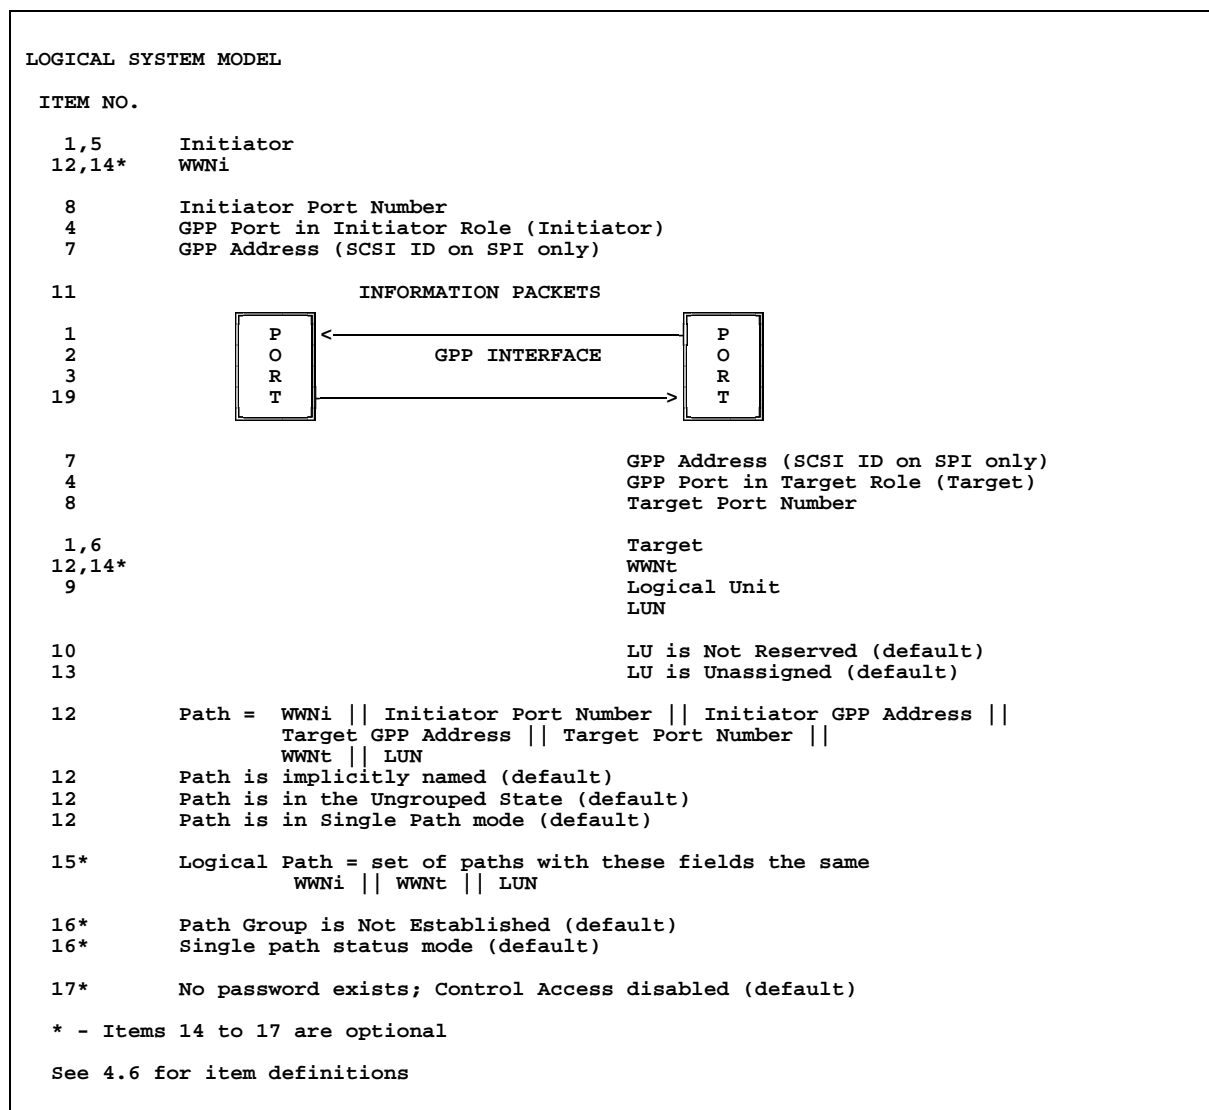 LOGICAL SYSTEM MODEL
ITEM NO.
1,5 Initiator
12,14* WWNi
8 Initiator Port Number
4 GPP Port in Initiator Role (Initiator)
7 GPP Address (SCSI ID on SPI only)
11 INFORMATION PACKETS
1 P < P
2 O GPP INTERFACE O
3 R R
19 T > T
7 GPP Address (SCSI ID on SPI only)
4 GPP Port in Target Role (Target)
8 Target Port Number
1,6 Target
12,14* WWNt
9 Logical Unit
LUN
10 LU is Not Reserved (default)
13 LU is Unassigned (default)
12 Path = WWNi || Initiator Port Number || Initiator GPP Address ||
Target GPP Address || Target Port Number ||
WWNt || LUN
12 Path is implicitly named (default)
12 Path is in the Ungrouped State (default)
12 Path is in Single Path mode (default)
15* Logical Path = set of paths with these fields the same
WWNi || WWNt || LUN
16* Path Group is Not Established (default)
16* Single path status mode (default)
17* No password exists; Control Access disabled (default)
* - Items 14 to 17 are optional
See 4.6 for item definitions